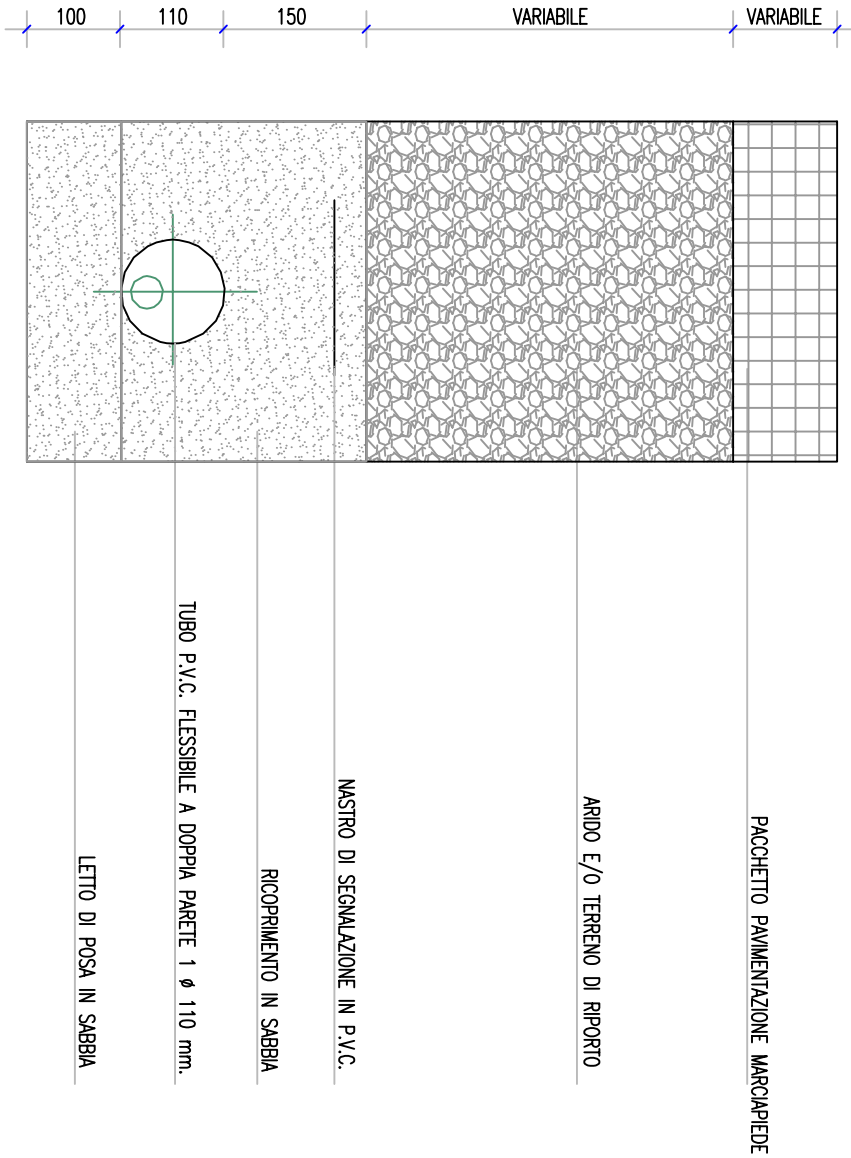 100
110
150
VARIABILE
VARIABILE
PACCHETTO PAVIMENTAZIONE MARCIAPIEDE
ARIDO E/O TERRENO DI RIPORTO
NASTRO DI SEGNALAZIONE IN P.V.C.
RICOPRIMENTO IN SABBIA
TUBO P.V.C. FLESSIBILE A DOPPIA PARETE 1 ø 110 mm.
LETTO DI POSA IN SABBIA